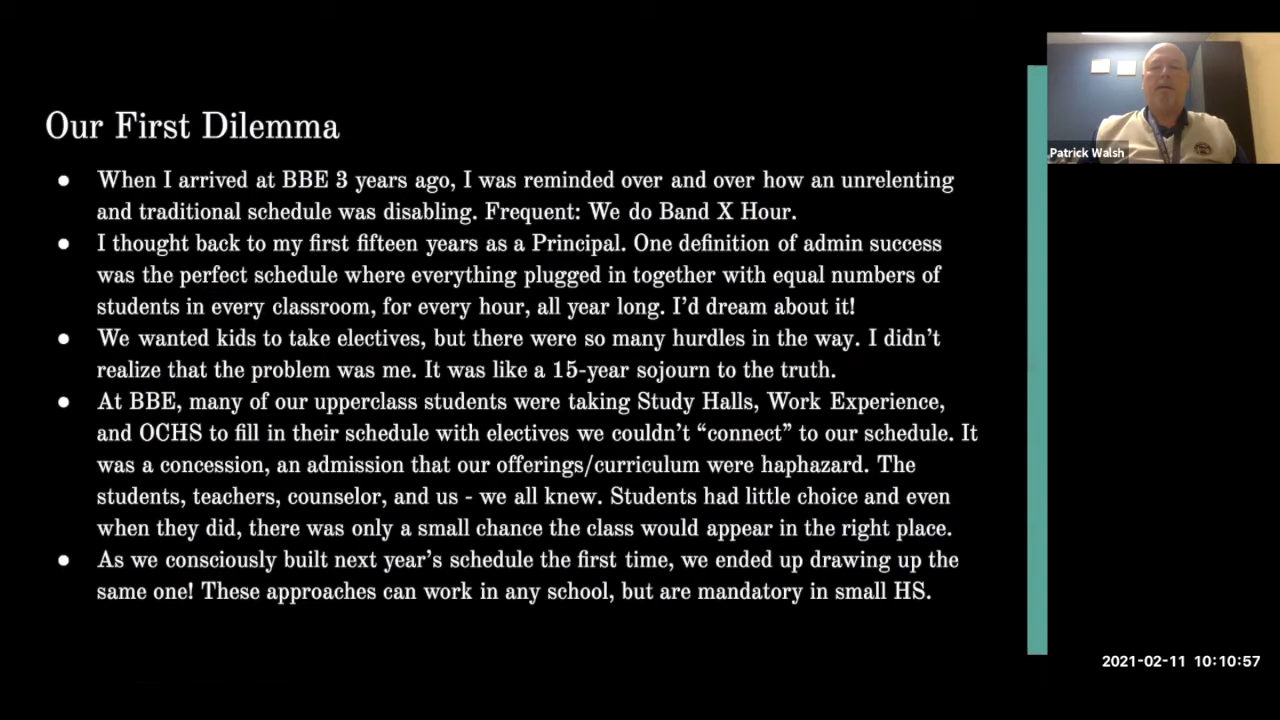 Our First Dilemma
● When I arrived at BBE 3 years ago, I was reminded over and over how an unrelenting
and traditional schedule was disabling. Frequent: We do Band X Hour.
● I thought back to my first fifteen years as a Principal. One definition of admin success
was the perfect schedule where everything plugged in together with equal numbers of
students in every classroom, for every hour, all year long. I’d dream about it!
● We wanted kids to take electives, but there were so many hurdles in the way. I didn’t
realize that the problem was me. It was like a 15-year sojourn to the truth.
● At BBE, many of our upperclass students were taking Study Halls, Work Experience,
and OCHS to fill in their schedule with electives we couldn’t “connect” to our schedule. It
was a concession, an admission that our offerings/curriculum were haphazard. The
students, teachers, counselor, and us - we all knew. Students had little choice and even
when they did, there was only a small chance the class would appear in the right place.
● As we consciously built next year’s schedule the first time, we ended up drawing up the
same one! These approaches can work in any school, but are mandatory in small HS.
Patrick Walsh
2021-02-11 10:10:57